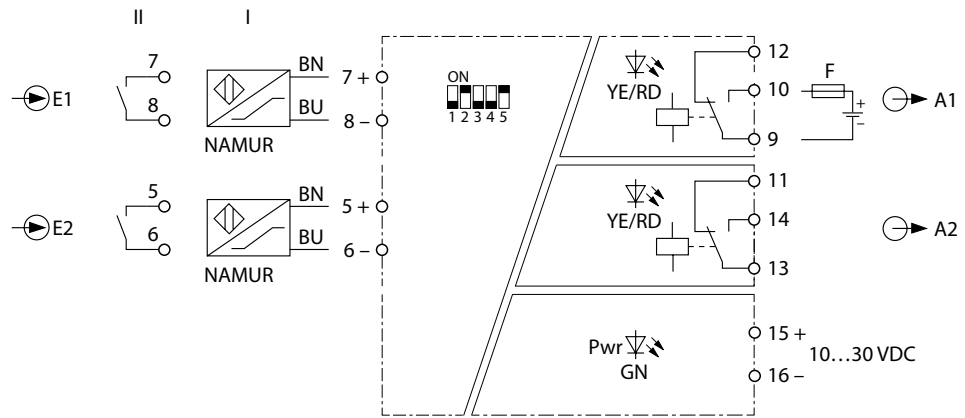 II I
E1
7
8
BN
BU
7 +
8 –
NAMUR
ON
1 2 3 4 5
YE/RD
12
10
9
F
+
–
A1
E2
5
6
BN
BU
5 +
6 –
NAMUR
YE/RD
11
14
13
A2
Pwr
GN
15 +
16 –
10…30 VDC